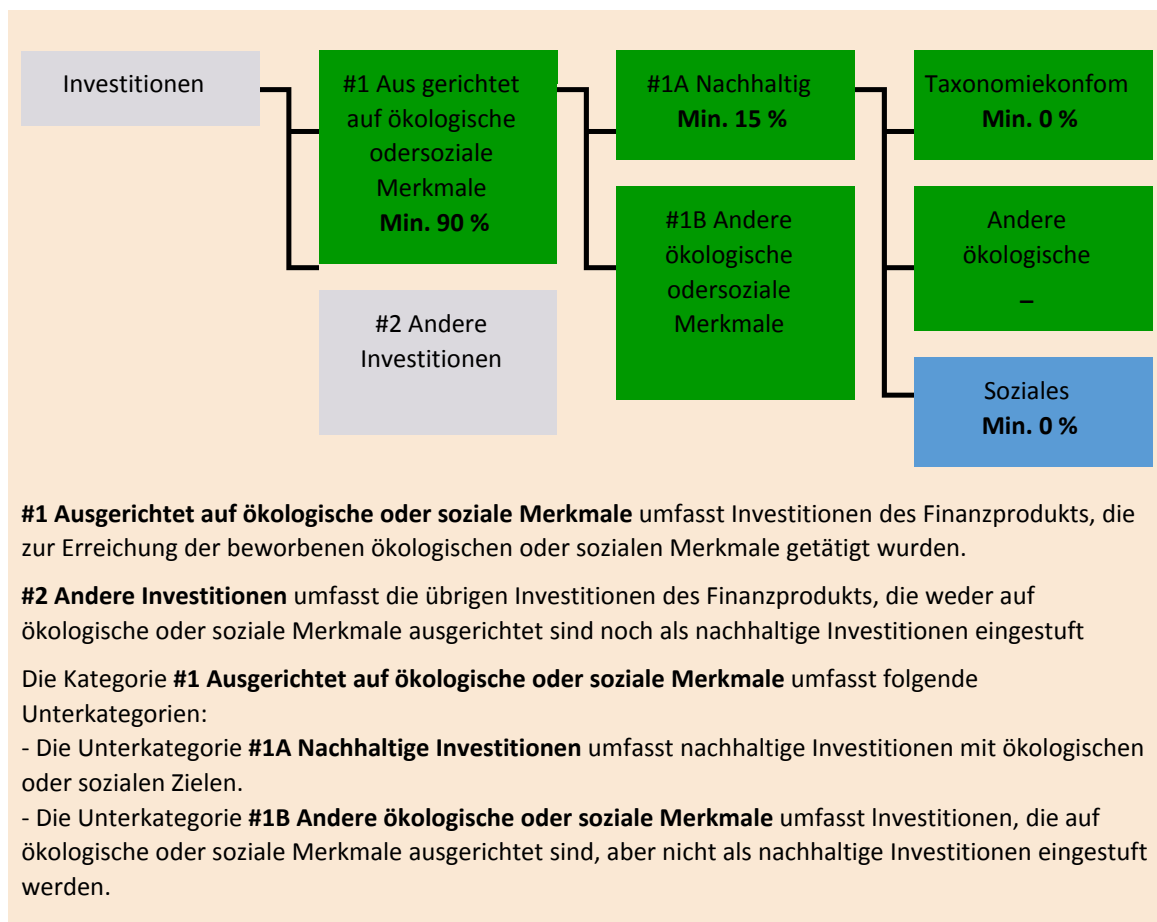 Investitionen
#1 Aus gerichtet
auf ökologische
odersoziale
Merkmale
Min. 90 %
#2 Andere
Investitionen
#1A Nachhaltig
Min. 15 %
#1B Andere
ökologische
odersoziale
Merkmale
Taxonomiekonfom
Min. 0 %
Andere
ökologische
–
Soziales
Min. 0 %
#1 Ausgerichtet auf ökologische oder soziale Merkmale umfasst Investitionen des Finanzprodukts, die
zur Erreichung der beworbenen ökologischen oder sozialen Merkmale getätigt wurden.
#2 Andere Investitionen umfasst die übrigen Investitionen des Finanzprodukts, die weder auf
ökologische oder soziale Merkmale ausgerichtet sind noch als nachhaltige Investitionen eingestuft
Die Kategorie #1 Ausgerichtet auf ökologische oder soziale Merkmale umfasst folgende
Unterkategorien:
- Die Unterkategorie #1A Nachhaltige Investitionen umfasst nachhaltige Investitionen mit ökologischen
oder sozialen Zielen.
- Die Unterkategorie #1B Andere ökologische oder soziale Merkmale umfasst lnvestitionen, die auf
ökologische oder soziale Merkmale ausgerichtet sind, aber nicht als nachhaltige Investitionen eingestuft
werden.